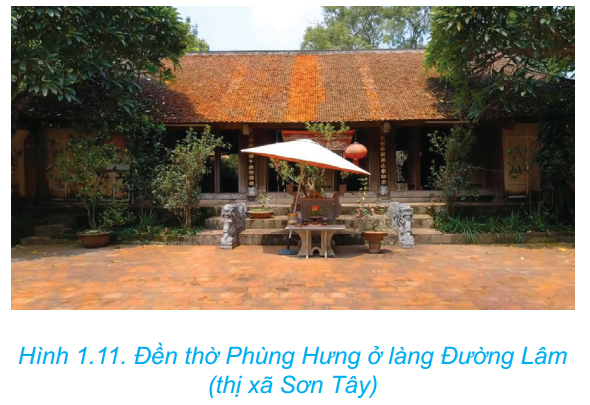 Hình 1.11. Đền thờ Phùng Hưng ở làng Đường Lâm
(thị xã Sơn Tây)